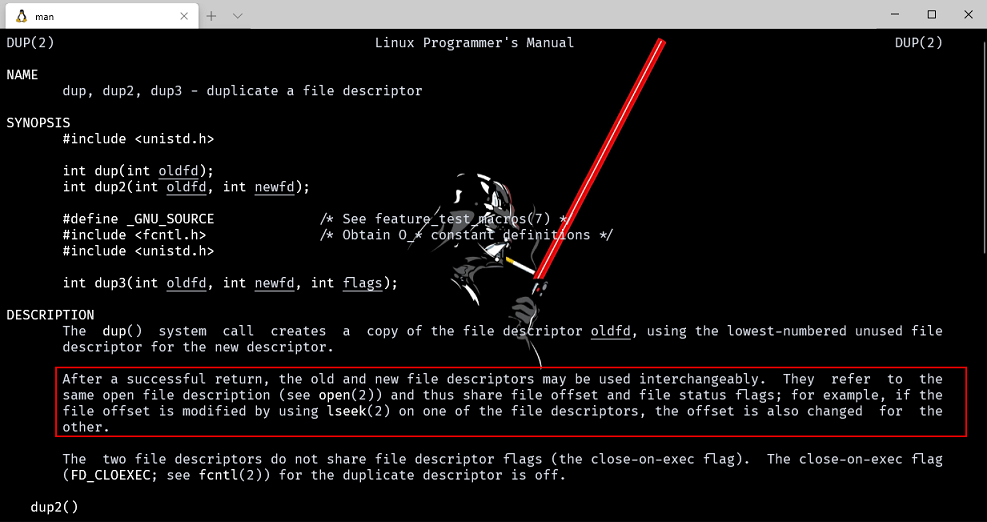 man
DUP(2) Linux Programmer's Manual DUP(2)
NAME
dup, dup2, dup3 - duplicate a file descriptor
SYNOPSIS
#include <unistd.h>
int dup(int oldfd);
int dup2(int oldfd, int newfd);
#define _GNU_SOURCE /* See feature_test_macros(7) */
#include <fcntl.h> /* Obtain O_* constant definitions */
#include <unistd.h>
int dup3(int oldfd, int newfd, int flags);
DESCRIPTION
The dup() system call creates a copy of the file descriptor oldfd, using the lowest-numbered unused file
descriptor for the new descriptor.
After a successful return, the old and new file descriptors may be used interchangeably. They refer to the
same open file description (see open(2)) and thus share file offset and file status flags; for example, if the
file offset is modified by using lseek(2) on one of the file descriptors, the offset is also changed for the
other.
The two file descriptors do not share file descriptor flags (the close-on-exec flag). The close-on-exec flag
(FD_CLOEXEC; see fcntl(2)) for the duplicate descriptor is off.
dup2()